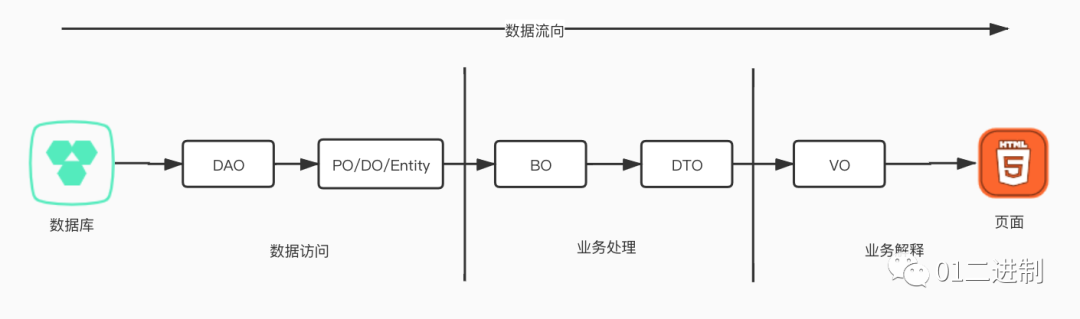 数据流向
DAO
PO/DO/Entity
BO
DTO
VO
HTML
5
数据库
页面
数据访问
业务处理
业务解释
01二进制